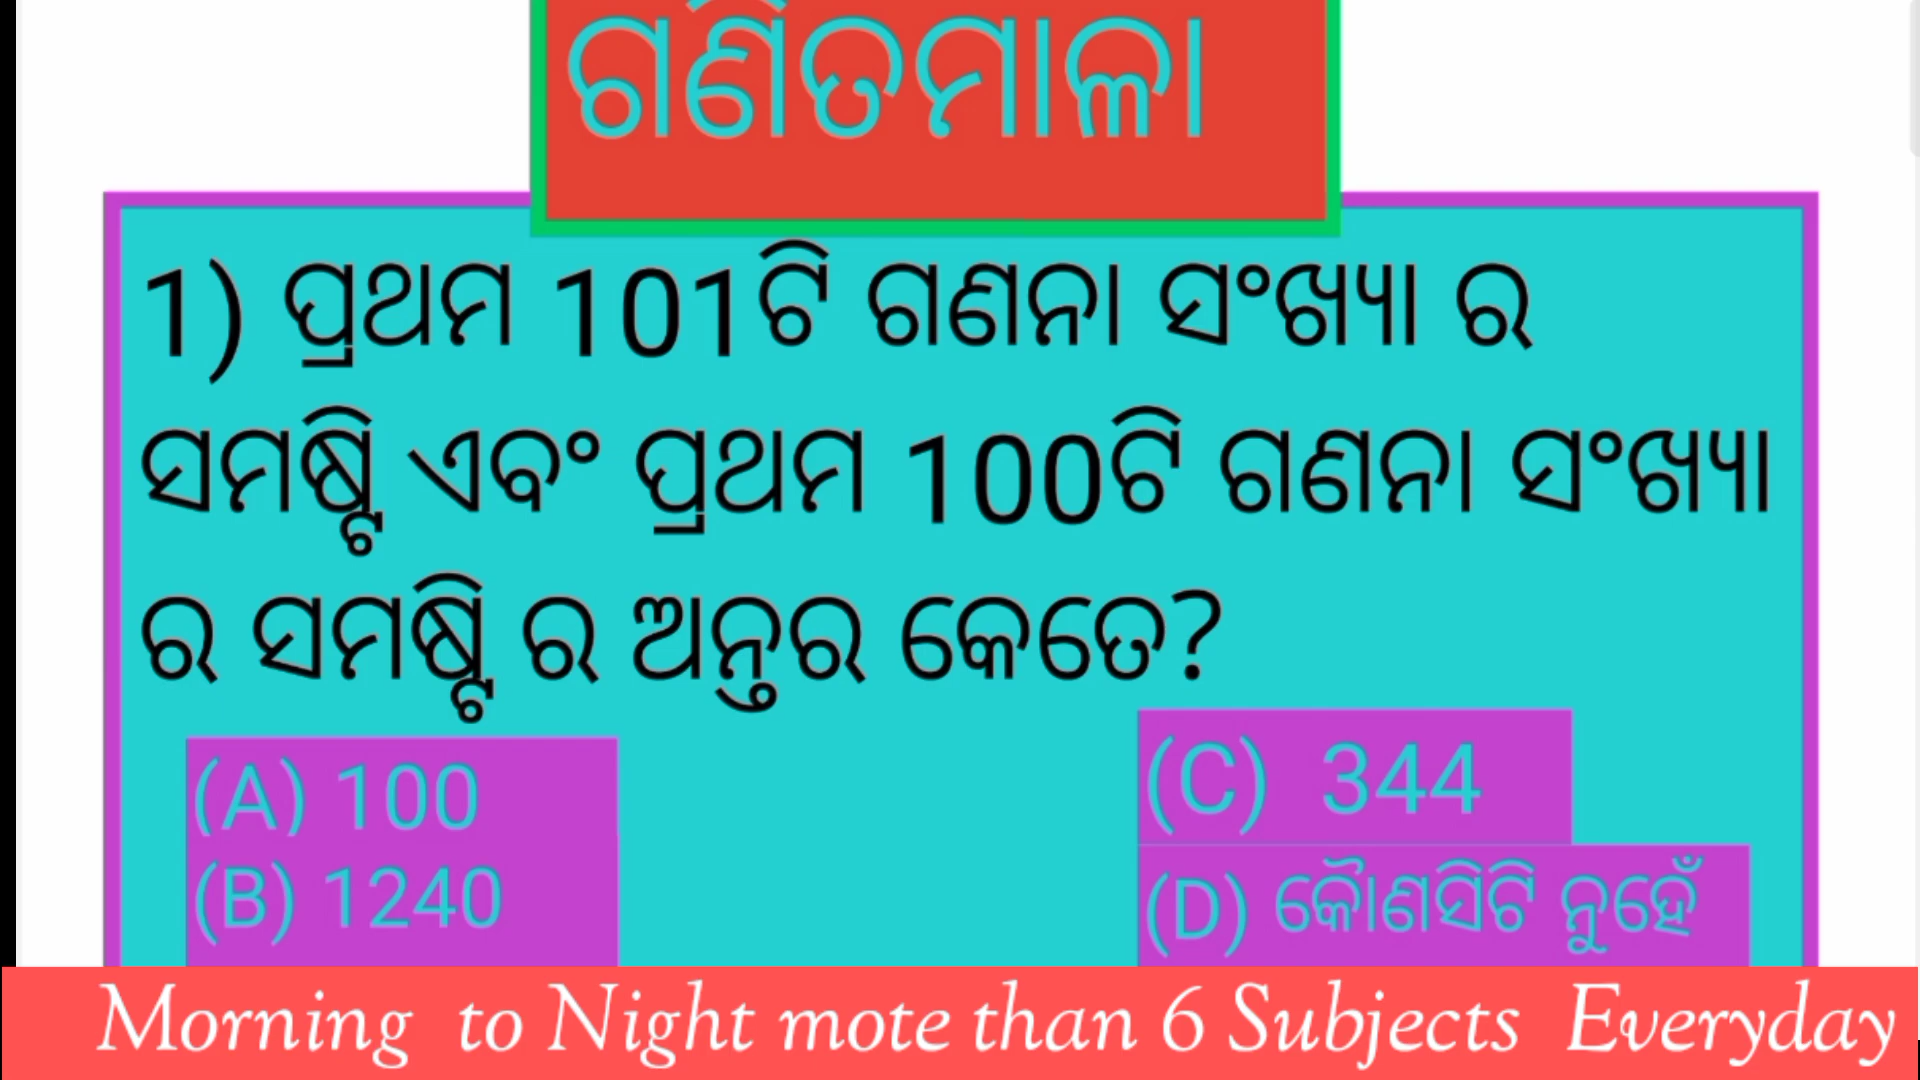 ଗଣିତମାଳା
1) ପ୍ରଥମ 101ଟି ଗଣନା ସଂଖ୍ୟା ର
ସମଷ୍ଟି ଏବଂ ପ୍ରଥମ 100ଟି ଗଣନା ସଂଖ୍ୟା
ର ସମଷ୍ଟି ର ଅନ୍ତର କେତେ?
(A) 100
(B) 1240
(C) 344
(D) କୌଣସିଟି ନୁହେଁ
Morning to Night mote than 6 Subjects Everyday